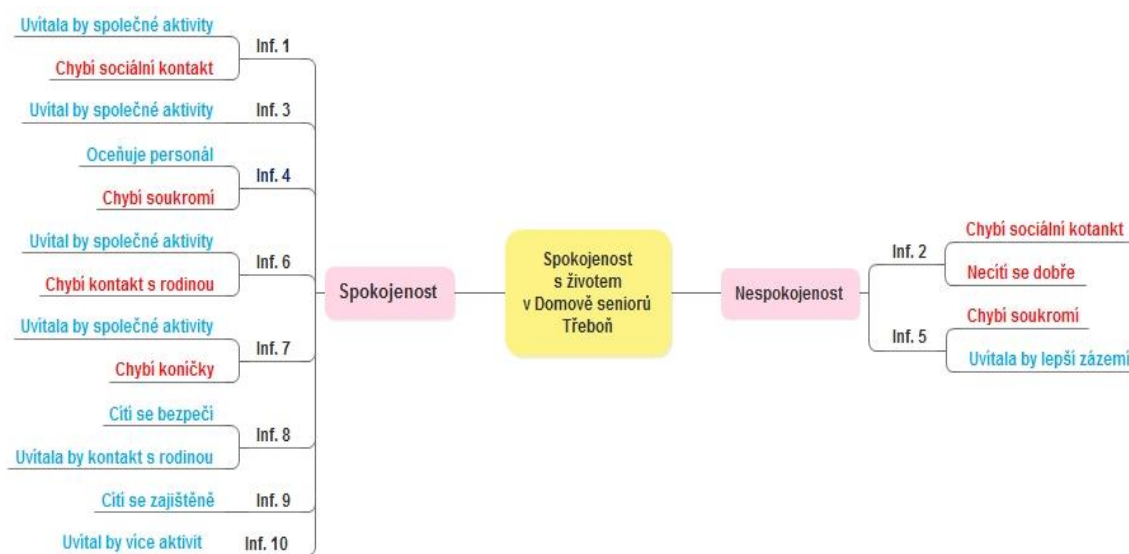 Uvítala by společné aktivity
Inf. 1
Chybí sociální kontakt
Uvítal by společné aktivity
Inf. 3
Oceňuje personál
Inf. 4
Chybí soukromí
Uvítal by společné aktivity
Inf. 6
Chybí kontakt s rodinou
Uvítala by společné aktivity
Inf. 7
Chybí koníčky
Cítí se bezpečí
Inf. 8
Uvítala by kontakt s rodinou
Cítí se zajištěně
Inf. 9
Uvítal by více aktivit
Inf. 10
Spokojenost
Spokojenost
s životem
v Domově seniorů
Třeboň
Nespokojenost
Inf. 2
Chybí sociální kotankt
Necítí se dobře
Inf. 5
Chybí soukromí
Uvítala by lepší zázemí